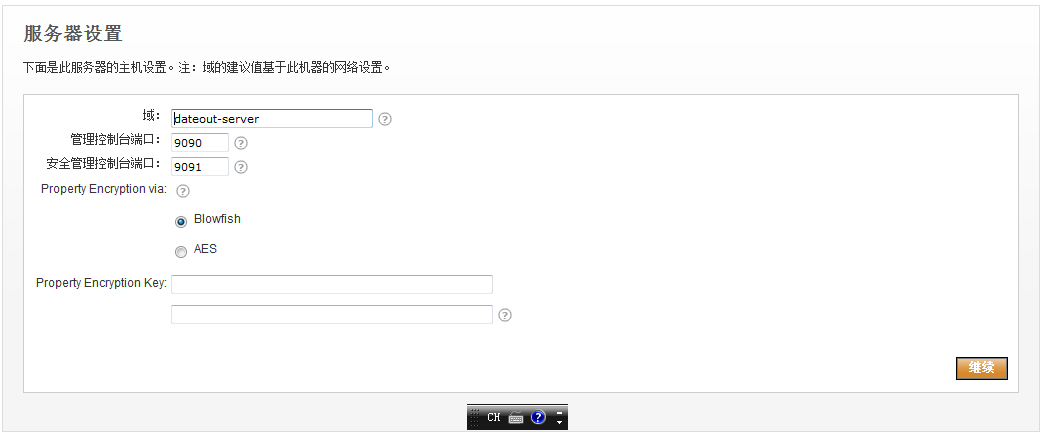 服务器设置
下面是此服务器的主机设置。注：域的建议值基于此机器的网络设置。
域： dateout-server ?
管理控制台端口： 9090 ?
安全管理控制台端口： 9091 ?
Property Encryption via: ?
Blowfish
AES
Property Encryption Key:
?
继续
CH ?